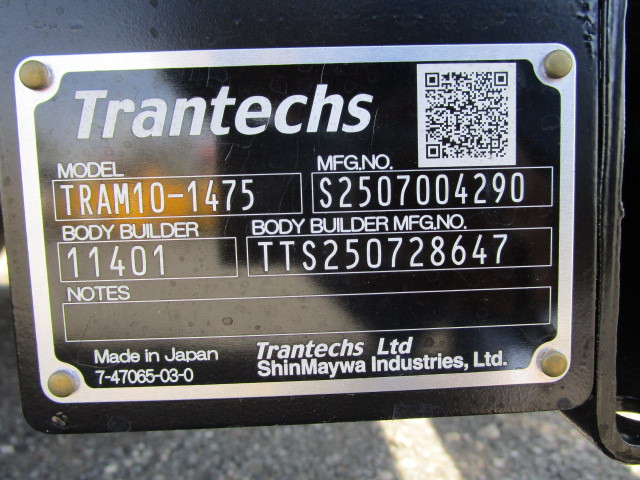 Trantechs
MODEL MFG.NO.
TRAM10-1475 S2507004290
BODY BUILDER BODY BUILDER MFG.NO.
11401 TTS250728647
NOTES
Made in Japan Trantechs Ltd
7-47065-03-0 ShinMaywa Industries, Ltd.